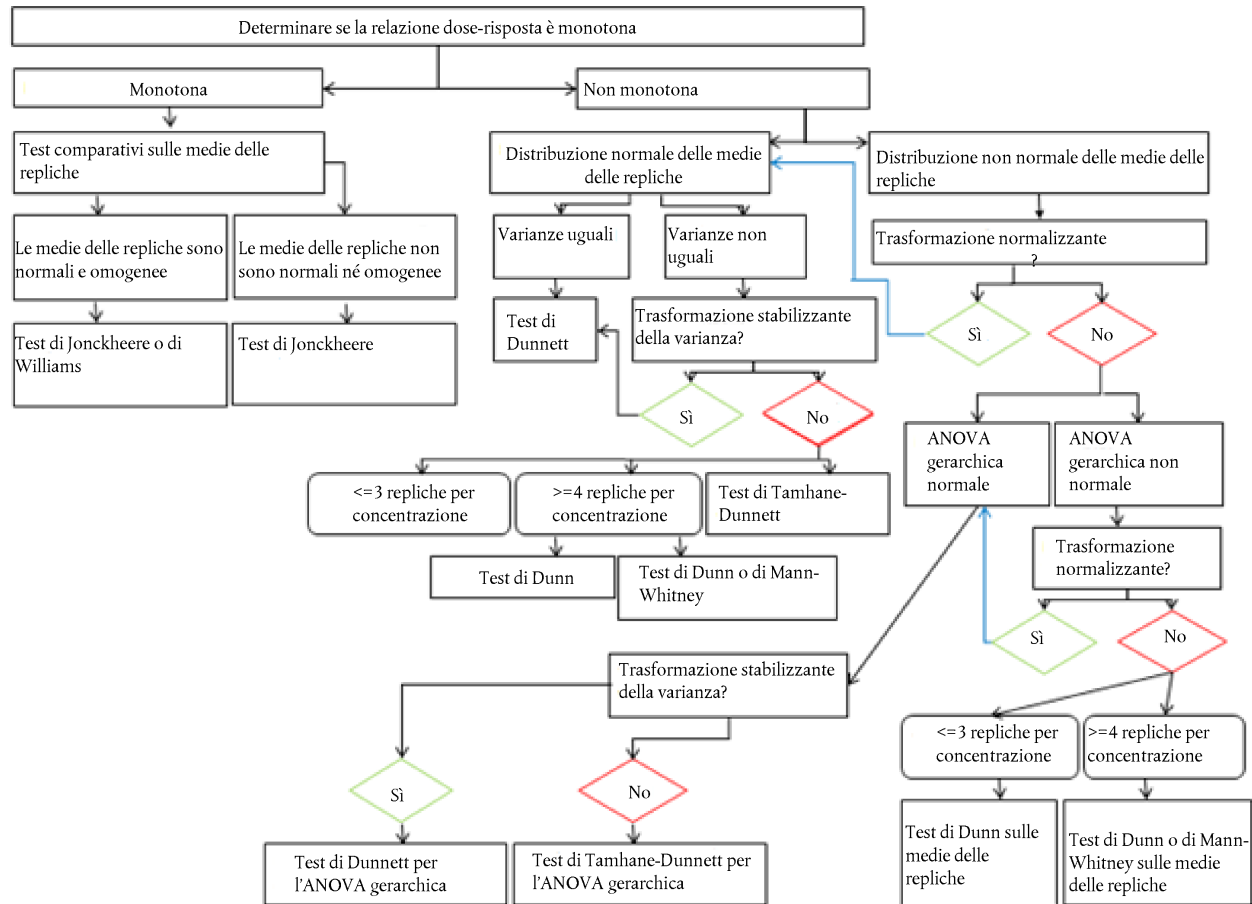 Determinare se la relazione dose-risposta è monotona
Monotona
Non monotona
Test comparativi sulle medie delle
repliche
Distribuzione normale delle medie
delle repliche
Distribuzione non normale delle medie delle
repliche
Le medie delle repliche sono
normali e omogenee
Le medie delle repliche non
sono normali né omogenee
Varianze uguali
Varianze non
uguali
Trasformazione normalizzante
?
Test di Jonckheere o di
Williams
Test di Jonckheere
Test di
Dunnett
Trasformazione stabilizzante
della varianza?
Sì
No
Sì
No
ANOVA
gerarchica
normale
ANOVA
gerarchica non
normale
<=3 repliche per
concentrazione
>=4 repliche per
concentrazione
Test di Tamhane-
Dunnett
Trasformazione
normalizzante?
Test di Dunn
Test di Dunn o di Mann-
Whitney
Sì
No
Trasformazione stabilizzante
della varianza?
<=3 repliche per
concentrazione
>=4 repliche per
concentrazione
Sì
No
Test di Dunn sulle
medie delle
repliche
Test di Dunn o di Mann-
Whitney sulle medie
delle repliche
Test di Dunnett per
l'ANOVA gerarchica
Test di Tamhane-Dunnett per
l'ANOVA gerarchica